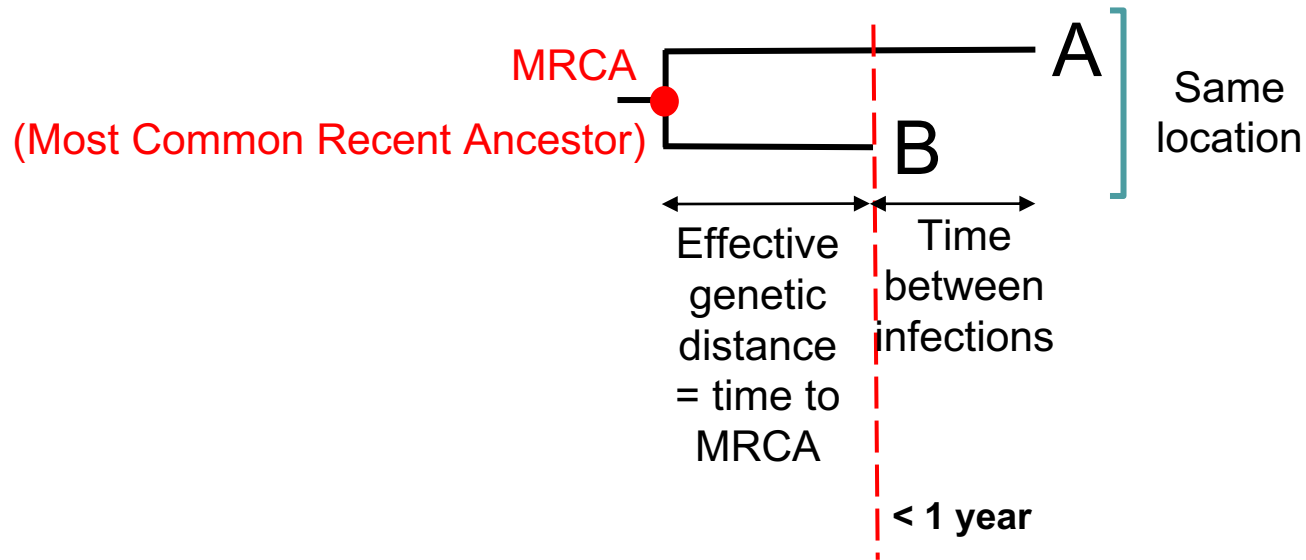 MRCA
(Most Common Recent Ancestor)
A
B
Same
location
Effective
genetic
distance
= time to
MRCA
Time
between
infections
< 1 year